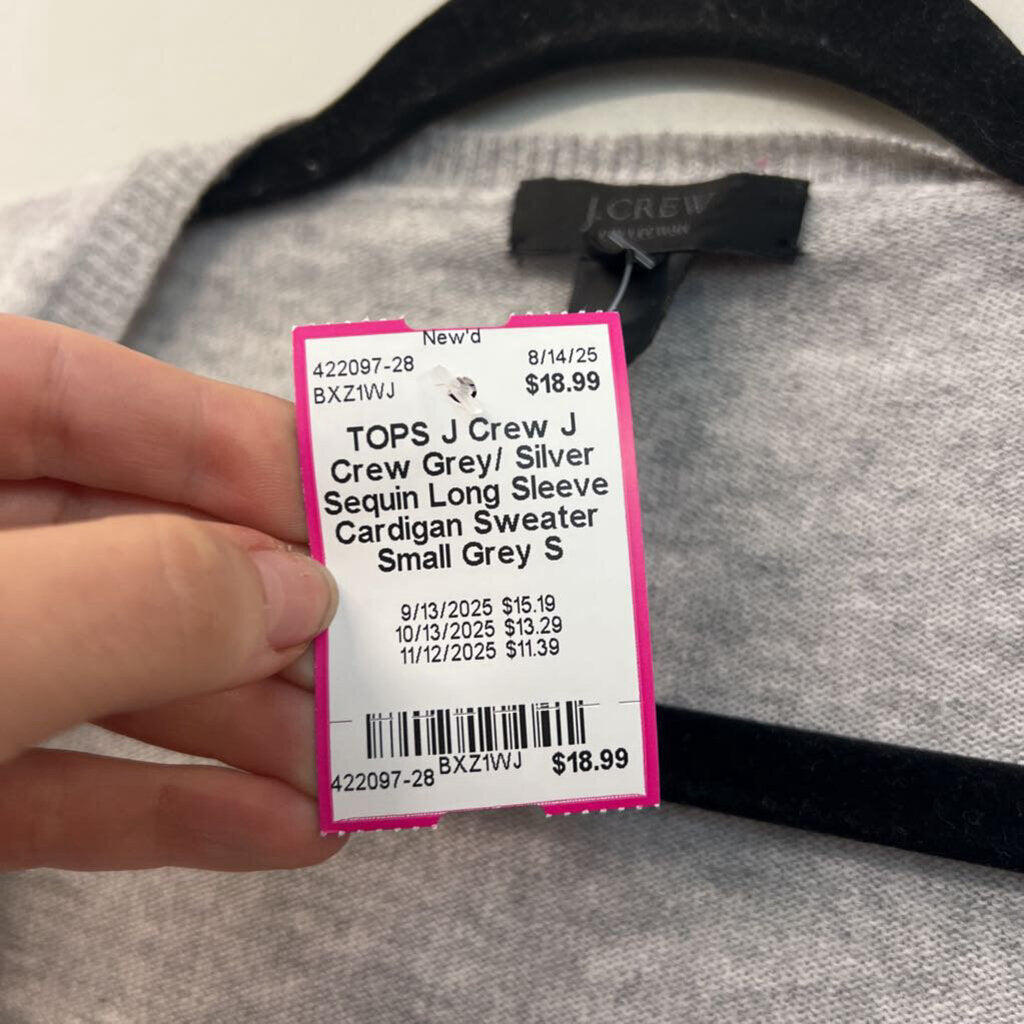 J.CREW
New'd
422097-28 8/14/25
BXZ1WJ $18.99
TOPS J Crew J
Crew Grey/ Silver
Sequin Long Sleeve
Cardigan Sweater
Small Grey S
9/13/2025 $15.19
10/13/2025 $13.29
11/12/2025 $11.39
422097-28 BXZ1WJ $18.99